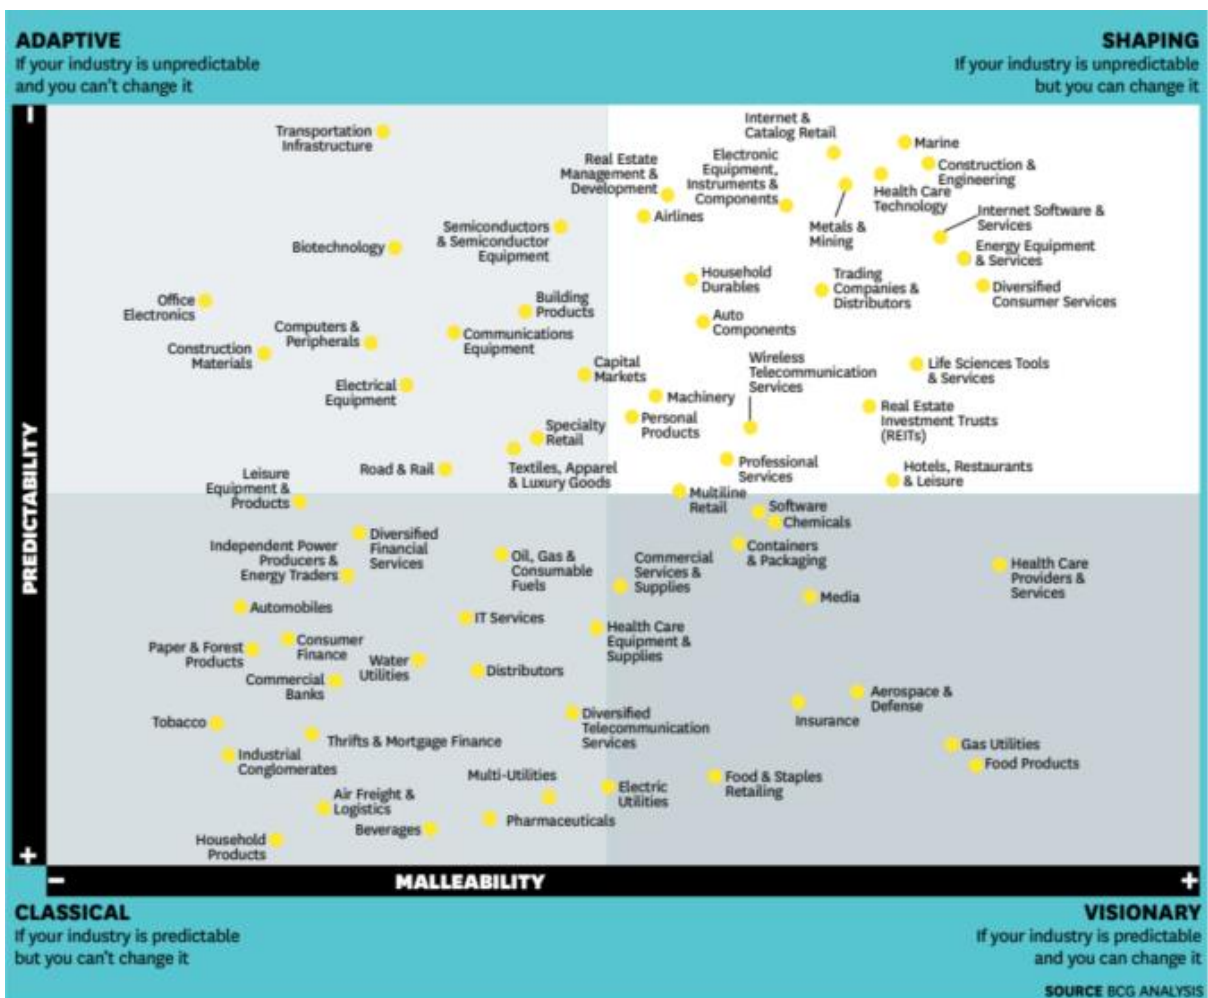 ADAPTIVE
If your industry is unpredictable
and you can't change it
SHAPING
If your industry is unpredictable
but you can change it
−
Transportation
Infrastructure
Internet &
Catalog Retail
Marine
Real Estate
Management &
Development
Electronic
Equipment,
Instruments &
Components
Construction &
Engineering
Health Care
Technology
Airlines
Metals &
Mining
Internet Software &
Services
Semiconductors
& Semiconductor
Equipment
Biotechnology
Energy Equipment
& Services
Household
Durables
Trading
Companies &
Distributors
Diversified
Consumer Services
Office
Electronics
Building
Products
Auto
Components
Computers &
Peripherals
Communications
Equipment
Construction
Materials
Capital
Markets
Wireless
Telecommunication
Services
Life Sciences Tools
& Services
Electrical
Equipment
Machinery
Personal
Products
Real Estate
Investment Trusts
(REITs)
Specialty
Retail
Textiles, Apparel
& Luxury Goods
Road & Rail
Professional
Services
Hotels, Restaurants
& Leisure
Leisure
Equipment &
Products
Multiline
Retail
Software
Chemicals
PREDICTABILITY
Diversified
Financial
Services
Independent Power
Producers &
Energy Traders
Oil, Gas &
Consumable
Fuels
Commercial
Services &
Supplies
Containers
& Packaging
Health Care
Providers &
Services
Media
Automobiles
IT Services
Health Care
Equipment &
Supplies
Paper & Forest
Products
Consumer
Finance
Water
Utilities
Distributors
Commercial
Banks
Aerospace &
Defense
Insurance
Tobacco
Diversified
Telecommunication
Services
Thrifts & Mortgage Finance
Industrial
Conglomerates
Gas Utilities
Food Products
Multi-Utilities
Electric
Utilities
Food & Staples
Retailing
Air Freight &
Logistics
Pharmaceuticals
Beverages
Household
Products
+
−
MALLEABILITY
+
CLASSICAL
If your industry is predictable
but you can't change it
VISIONARY
If your industry is predictable
and you can change it
SOURCE BCG ANALYSIS